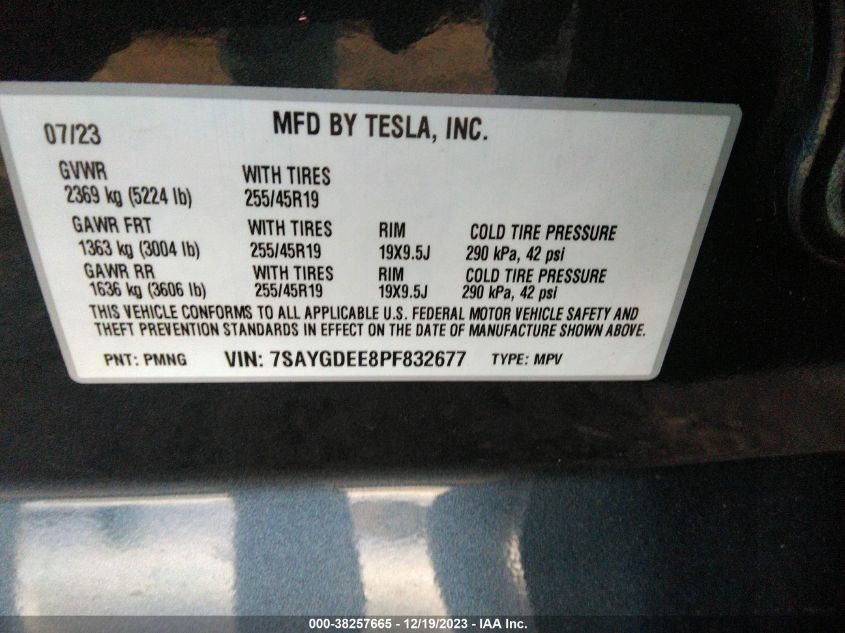 07/23 MFD BY TESLA, INC.
GVWR WITH TIRES
2369 kg (5224 lb) 255/45R19
GAWR FRT WITH TIRES RIM COLD TIRE PRESSURE
1363 kg (3004 lb) 255/45R19 19X9.5J 290 kPa, 42 psi
GAWR RR WITH TIRES RIM COLD TIRE PRESSURE
1636 kg (3606 lb) 255/45R19 19X9.5J 290 kPa, 42 psi
THIS VEHICLE CONFORMS TO ALL APPLICABLE U.S. FEDERAL MOTOR VEHICLE SAFETY AND
THEFT PREVENTION STANDARDS IN EFFECT ON THE DATE OF MANUFACTURE SHOWN ABOVE.
PNT: PMNG VIN: 7SAYGDEE8PF832677 TYPE: MPV
000-38257665 - 12/19/2023 - IAA Inc.